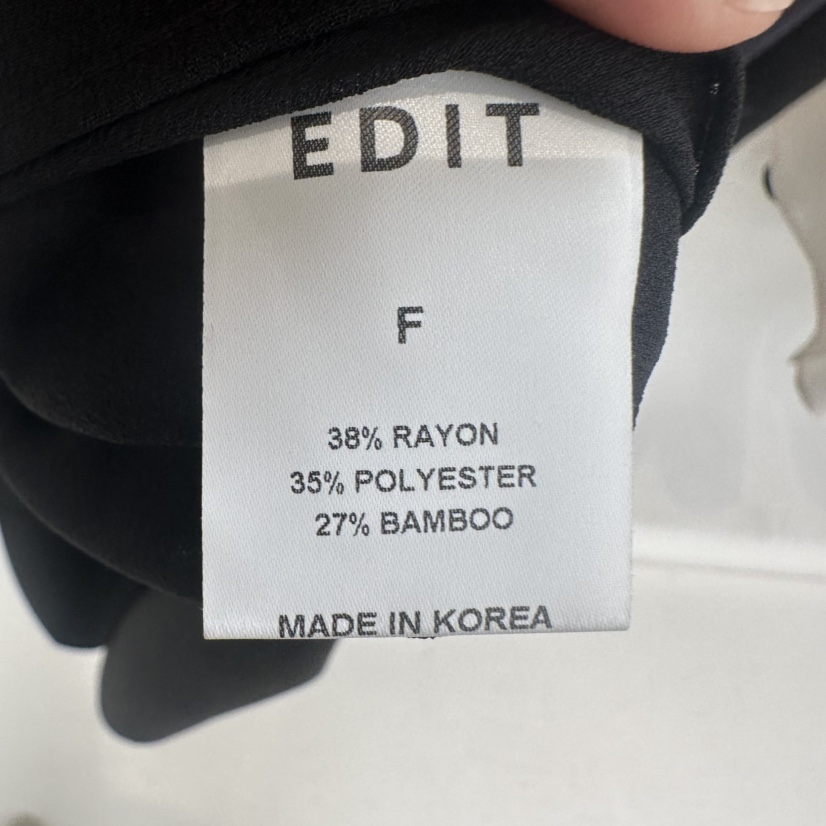 EDIT
F
38% RAYON
35% POLYESTER
27% BAMBOO
MADE IN KOREA